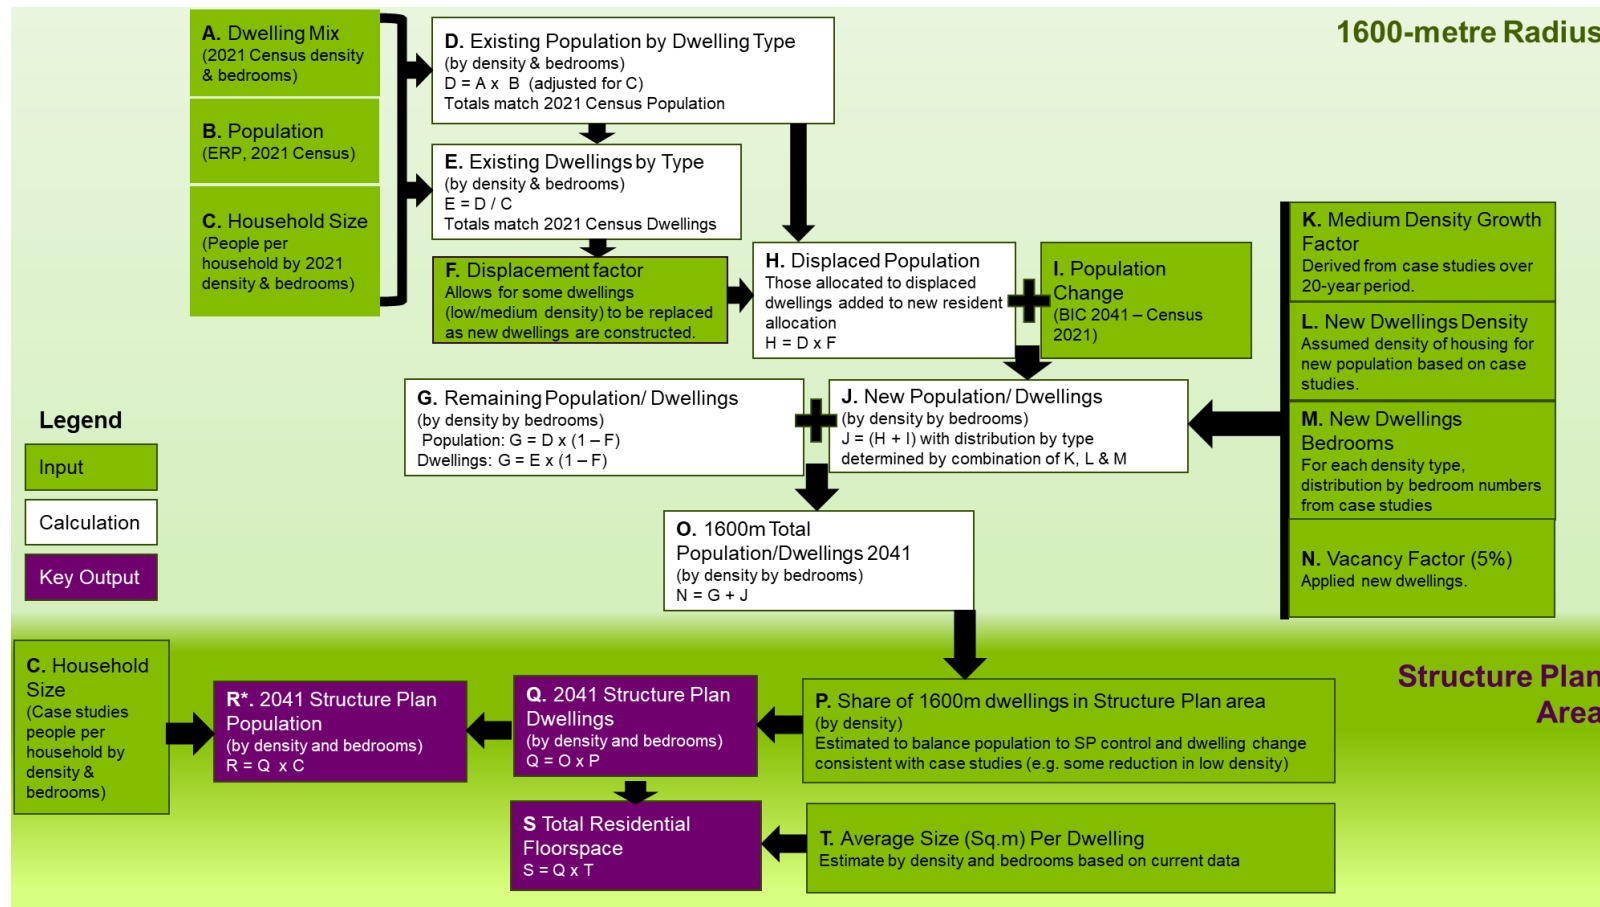 1600-metre Radius
A. Dwelling Mix
(2021 Census density
& bedrooms)
B. Population
(ERP, 2021 Census)
C. Household Size
(People per
household by 2021
density & bedrooms)
D. Existing Population by Dwelling Type
(by density & bedrooms)
D = A x B (adjusted for C)
Totals match 2021 Census Population
E. Existing Dwellings by Type
(by density & bedrooms)
E = D / C
Totals match 2021 Census Dwellings
F. Displacement factor
Allows for some dwellings
(low/medium density) to be replaced
as new dwellings are constructed.
H. Displaced Population
Those allocated to displaced
dwellings added to new resident
allocation
H = D x F
I. Population
Change
(BIC 2041 – Census
2021)
K. Medium Density Growth
Factor
Derived from case studies over
20-year period.
L. New Dwellings Density
Assumed density of housing for
new population based on case
studies.
M. New Dwellings
Bedrooms
For each density type,
distribution by bedroom numbers
from case studies
N. Vacancy Factor (5%)
Applied new dwellings.
G. Remaining Population/ Dwellings
(by density by bedrooms)
Population: G = D x (1 – F)
Dwellings: G = E x (1 – F)
J. New Population/ Dwellings
(by density by bedrooms)
J = (H + I) with distribution by type
determined by combination of K, L & M
Legend
Input
Calculation
Key Output
O. 1600m Total
Population/Dwellings 2041
(by density by bedrooms)
N = G + J
Structure Plan
Area
C. Household
Size
(Case studies
people per
household by
density &
bedrooms)
R*. 2041 Structure Plan
Population
(by density and bedrooms)
R = Q x C
Q. 2041 Structure Plan
Dwellings
(by density and bedrooms)
Q = O x P
P. Share of 1600m dwellings in Structure Plan area
(by density)
Estimated to balance population to SP control and dwelling change
consistent with case studies (e.g. some reduction in low density)
S Total Residential
Floorspace
S = Q x T
T. Average Size (Sq.m) Per Dwelling
Estimate by density and bedrooms based on current data